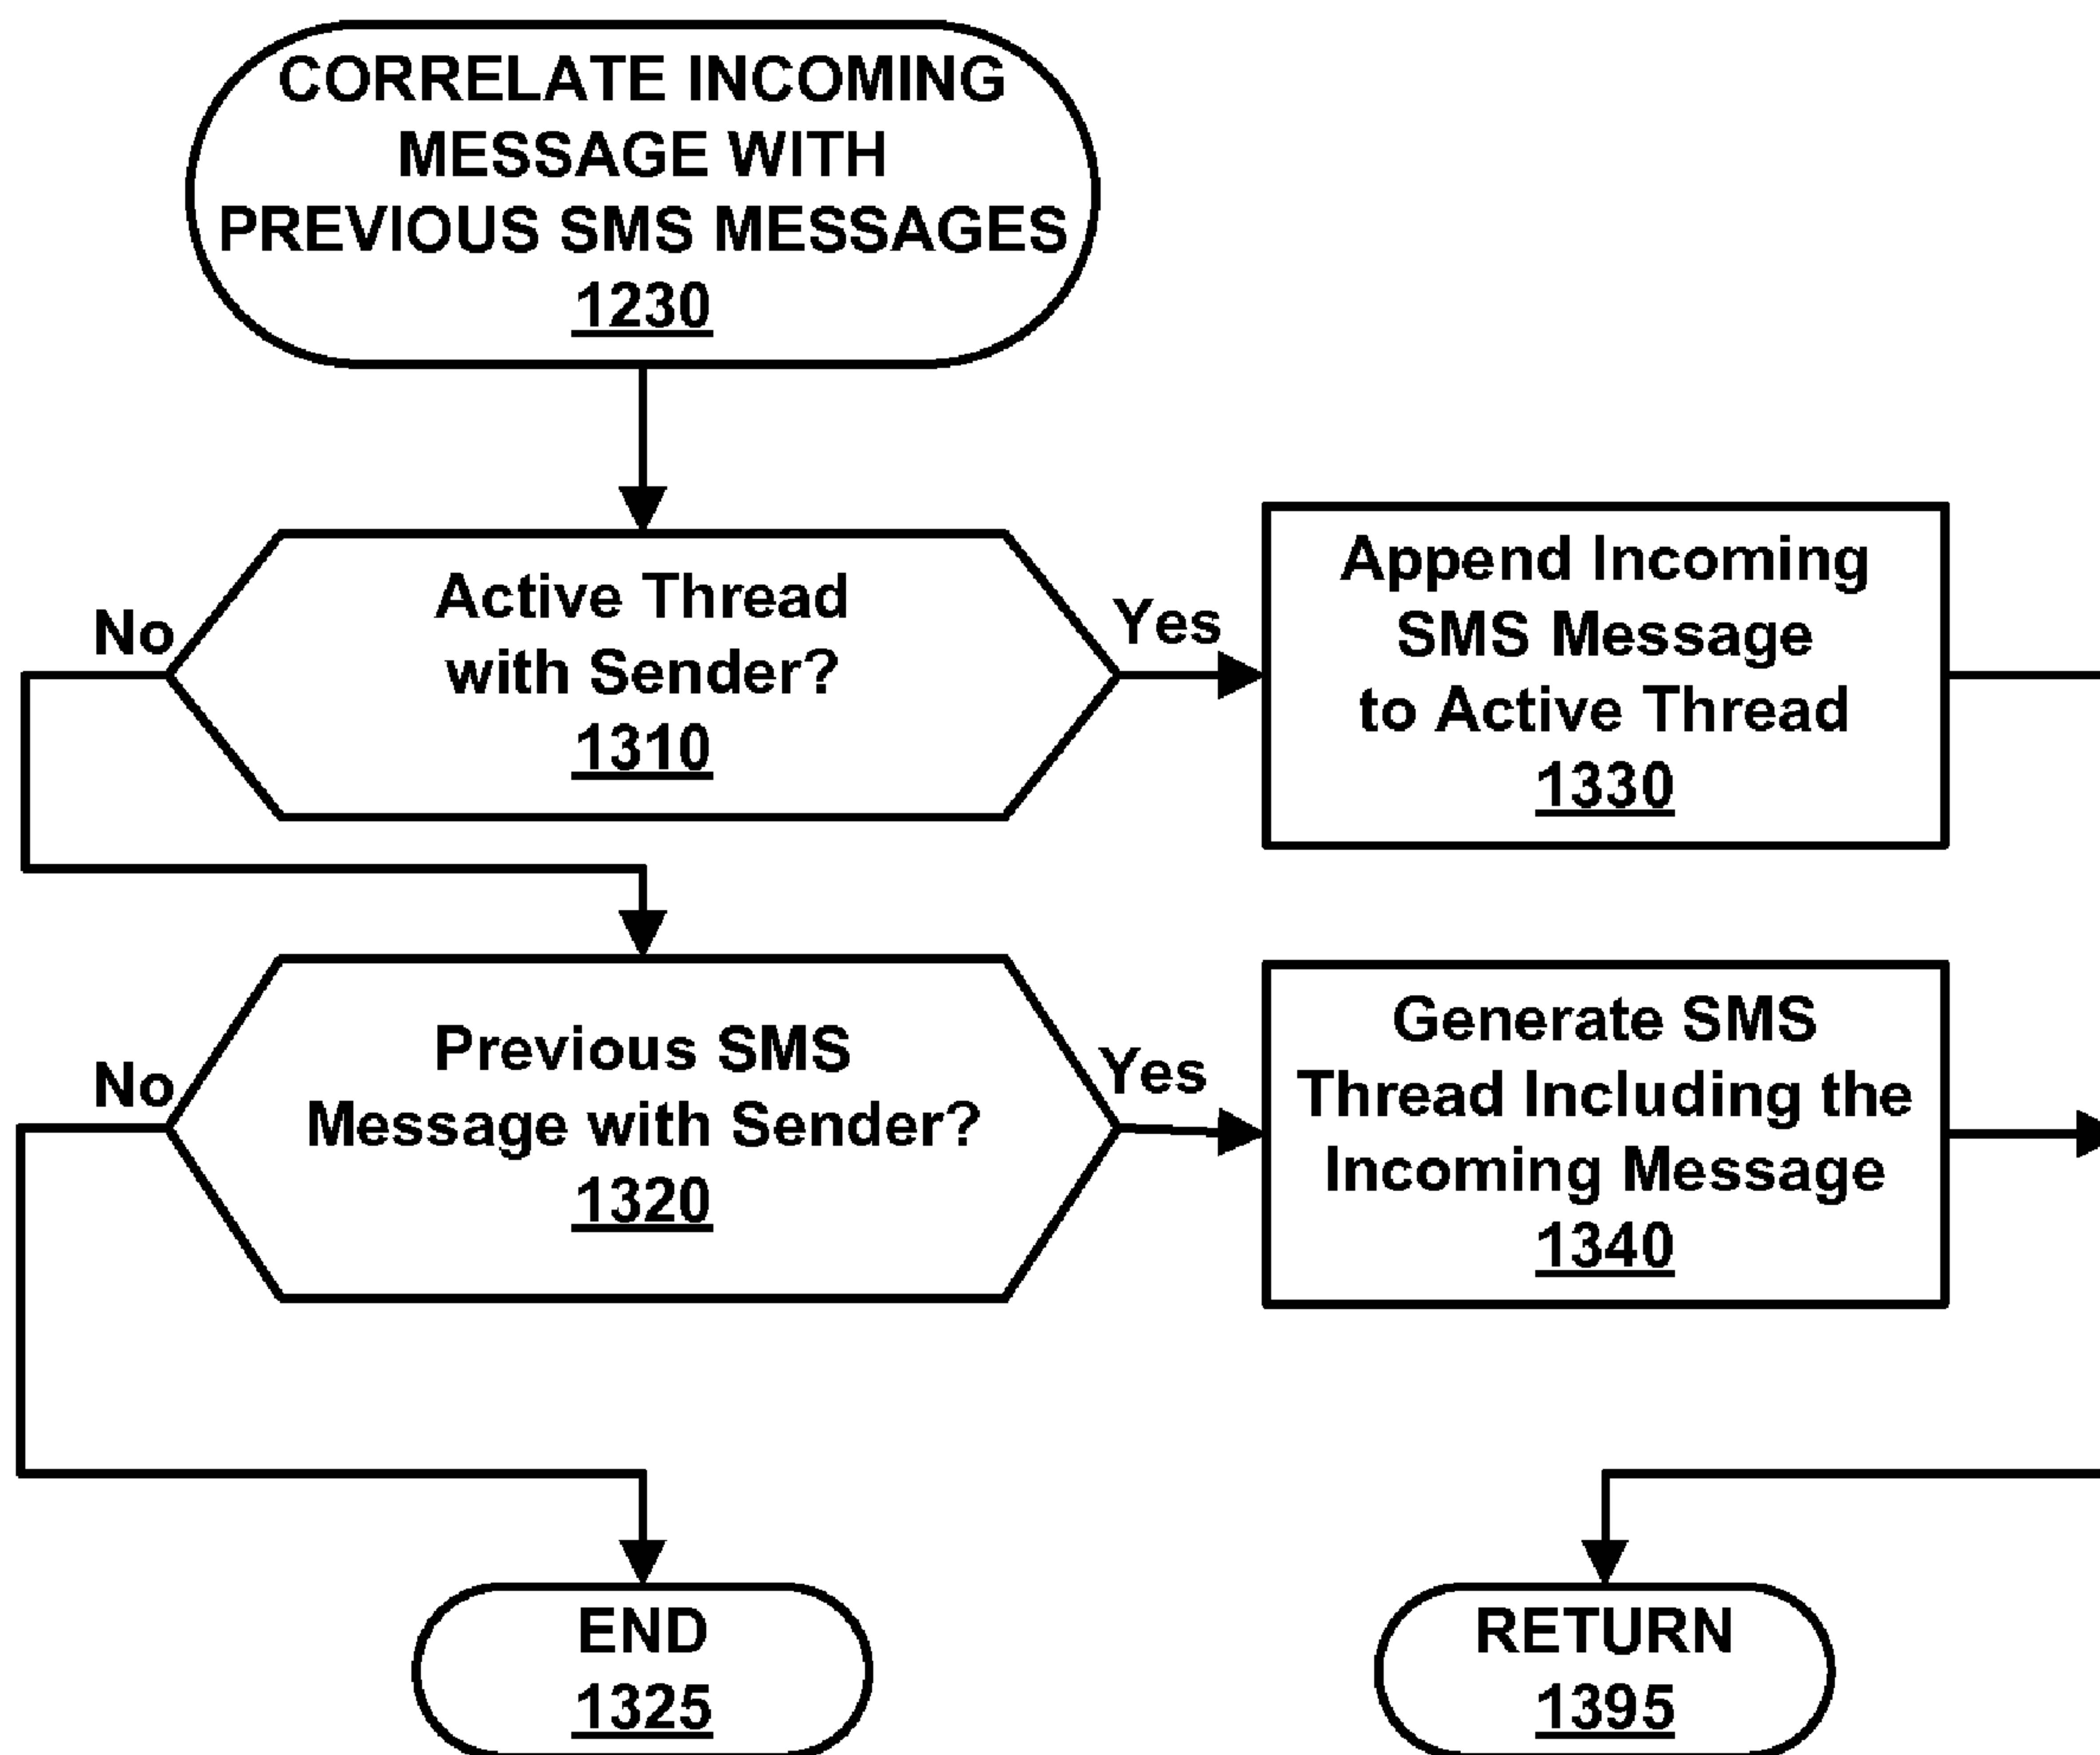 CORRELATE INCOMING
MESSAGE WITH
PREVIOUS SMS MESSAGES
1230
Active Thread
with Sender?
1310
No
Yes
Append Incoming
SMS Message
to Active Thread
1330
Previous SMS
Message with Sender?
1320
No
Yes
Generate SMS
Thread Including the
Incoming Message
1340
END
1325
RETURN
1395